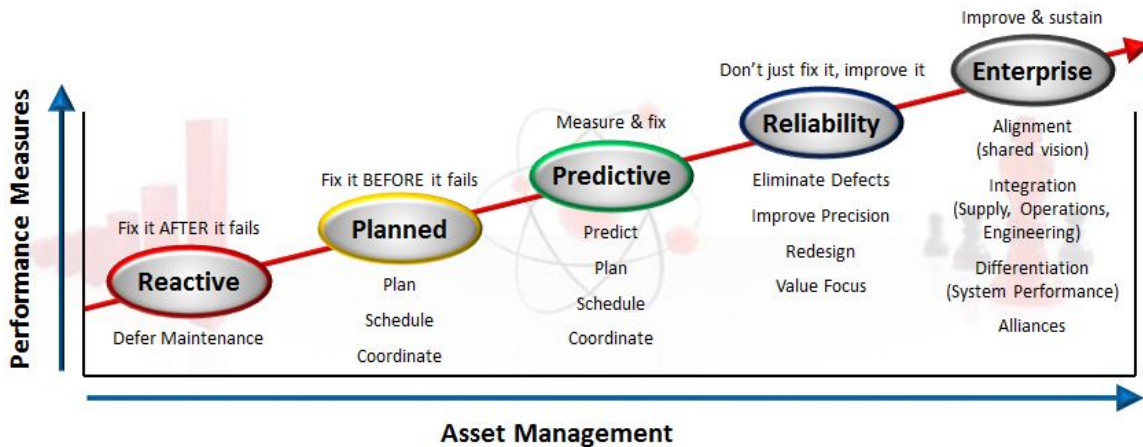 Performance Measures
Fix it AFTER it fails
Reactive
Defer Maintenance
Fix it BEFORE it fails
Planned
Plan
Schedule
Coordinate
Measure & fix
Predictive
Predict
Plan
Schedule
Coordinate
Don't just fix it, improve it
Reliability
Eliminate Defects
Improve Precision
Redesign
Value Focus
Improve & sustain
Enterprise
Alignment
(shared vision)
Integration
(Supply, Operations,
Engineering)
Differentiation
(System Performance)
Alliances
Asset Management